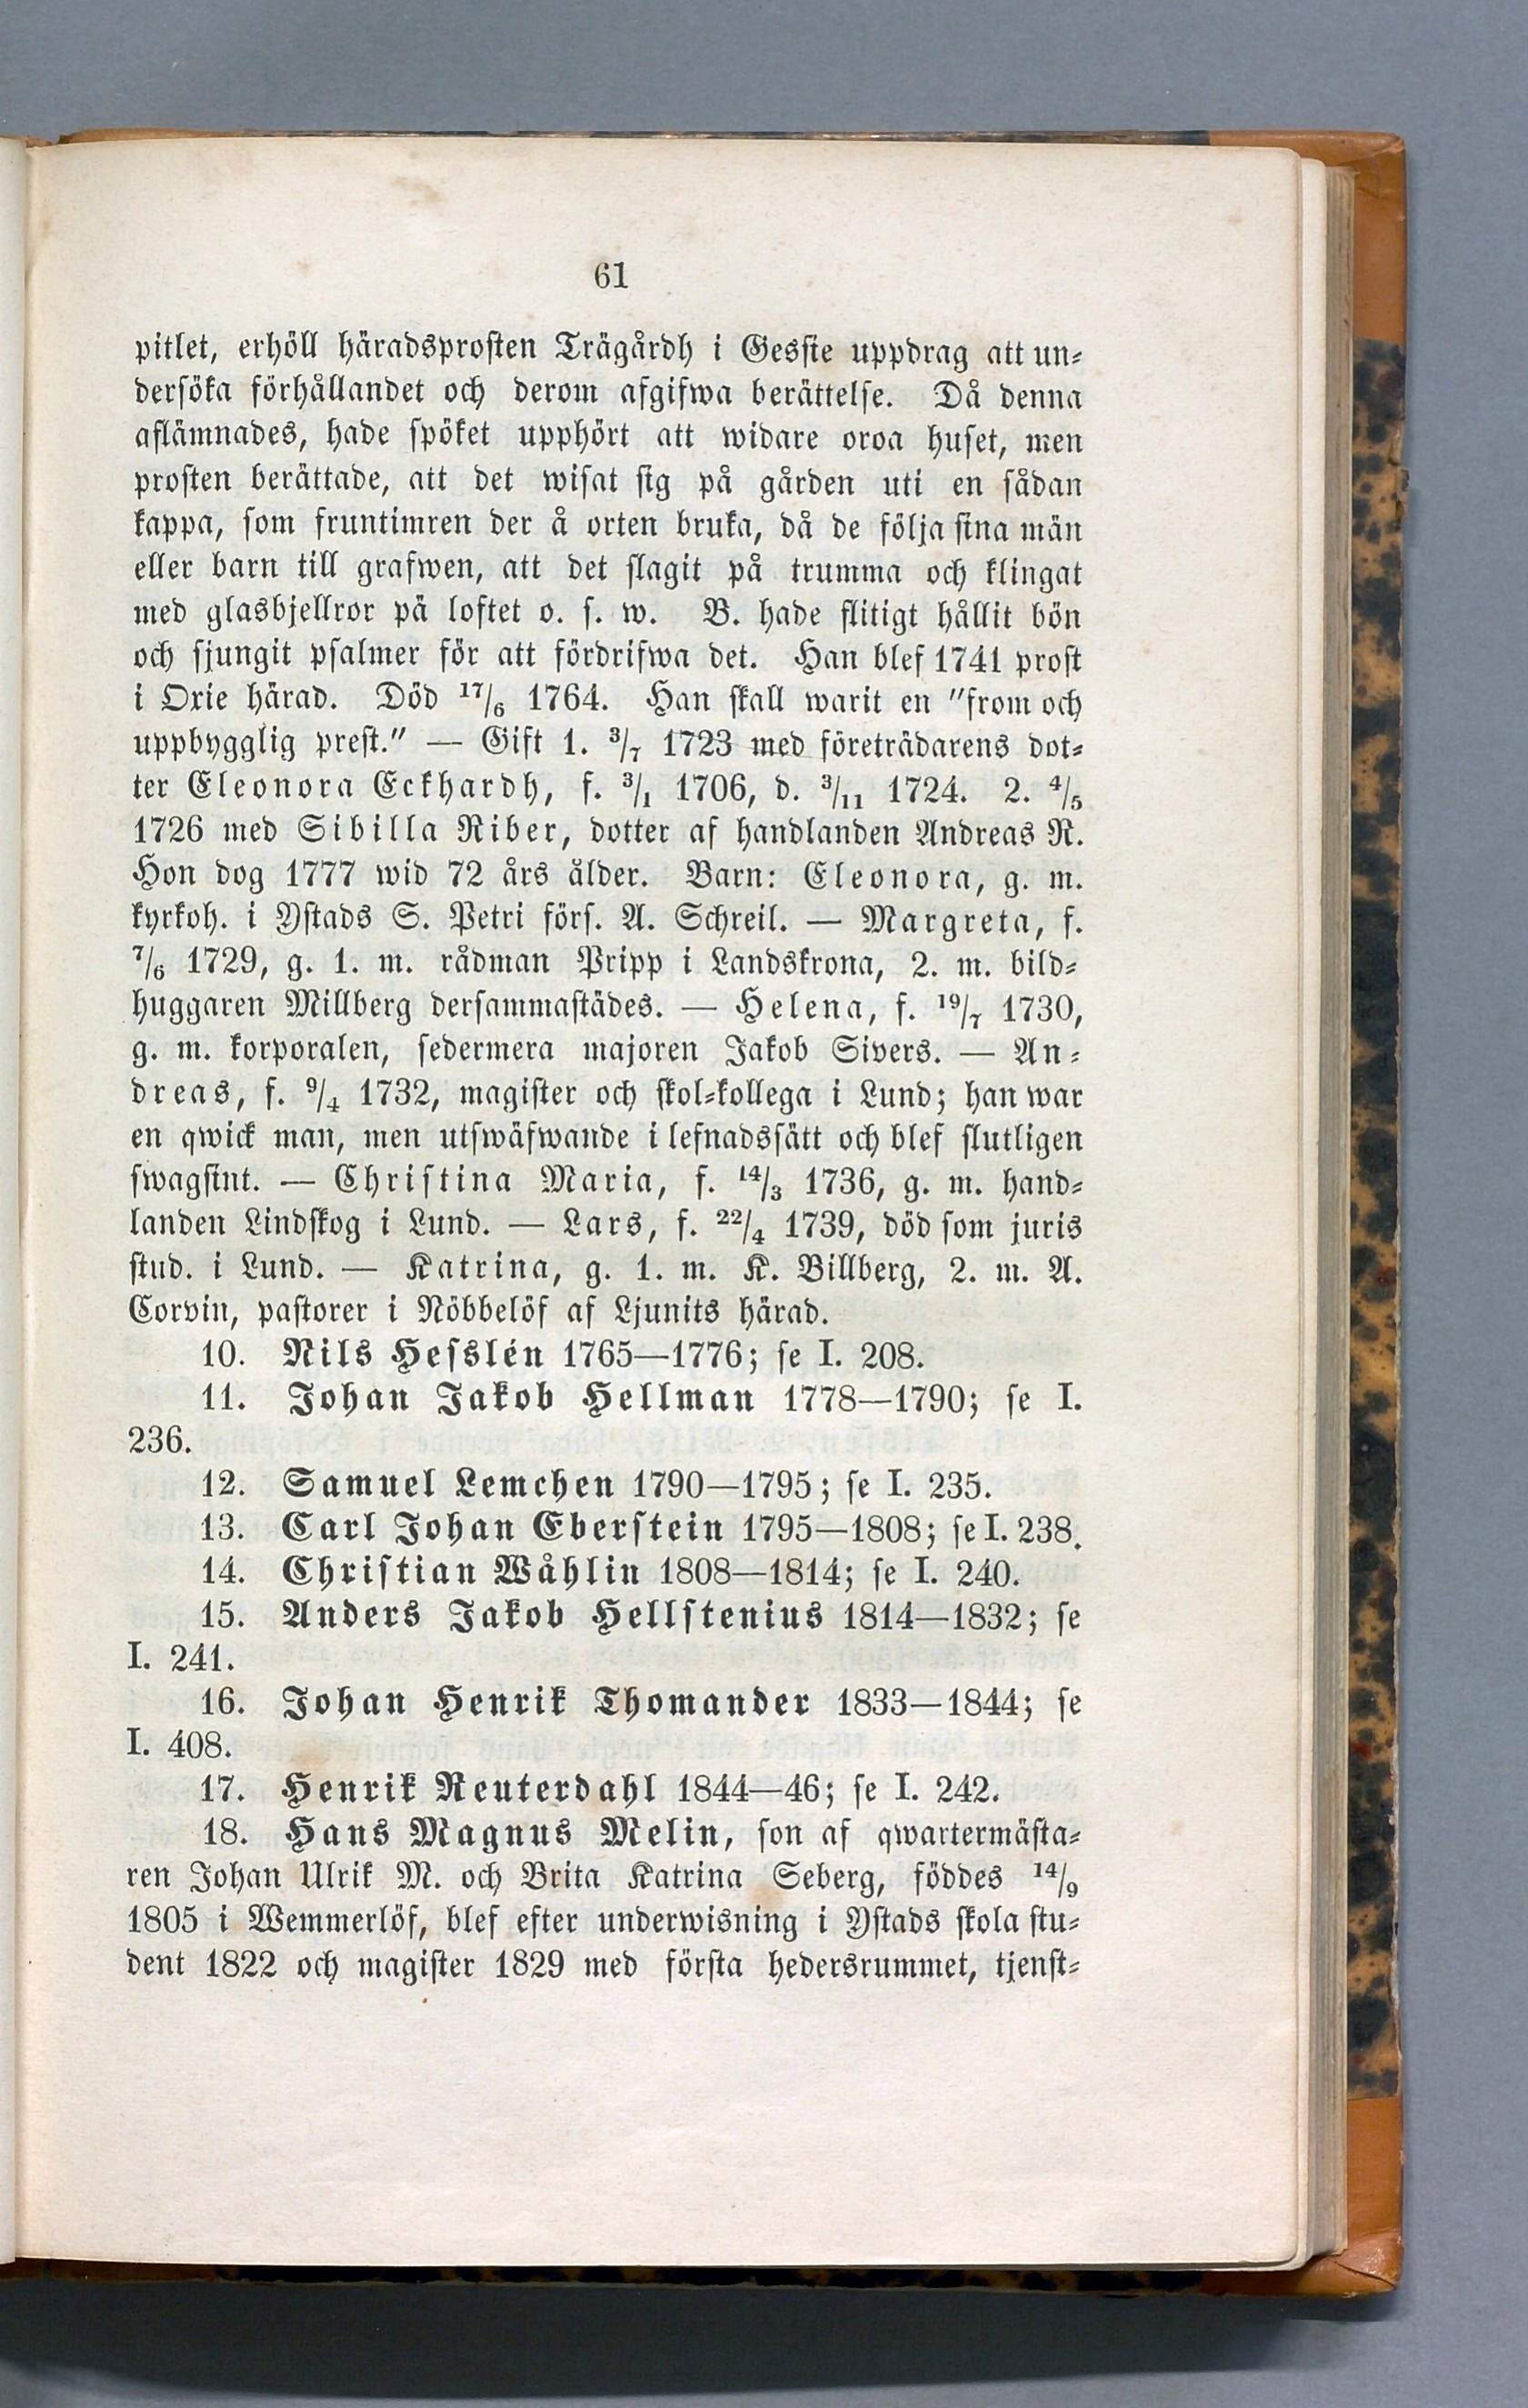 61
pitlet, erhöll häradsprosten Trägårdh i Gessie uppdrag att un-
dersöka förhållandet och derom afgifwa berättelse. Då denna
aflämnades, hade spöket upphört att widare oroa huset, men
prosten berättade, att det wisat sig på gården uti en sådan
kappa, som fruntimren der å orten bruka, då de följa sina män
eller barn till grafwen, att det slagit på trumma och klingat
med glasbjellror på loftet o. s. w. B. hade flitigt hållit bön
och sjungit psalmer för att fördrifwa det. Han blef 1741 prost
i Oxie härad. Död 17/6 1764. Han skall warit en "from och
uppbygglig prest." — Gift 1. 3/7 1723 med företrädarens dot-
ter Eleonora Eckhardh, f. 3/1 1706, d. 3/11 1724. 2. 4/5
1726 med Sibilla Riber, dotter af handlanden Andreas R.
Hon dog 1777 wid 72 års ålder. Barn: Eleonora, g. m.
kyrkoh. i Ystads S. Petri förs. A. Schreil. — Margreta, f.
7/6 1729, g. 1. m. rådman Pripp i Landskrona, 2. m. bild-
huggaren Millberg dersammastädes. — Helena, f. 19/7 1730,
g. m. korporalen, sedermera majoren Jakob Sivers. — An-
dreas, f. 9/4 1732, magister och skol-kollega i Lund; han war
en qwick man, men utswäfwande i lefnadssätt och blef slutligen
swagsint. — Christina Maria, f. 14/3 1736, g. m. hand-
landen Lindskog i Lund. — Lars, f. 22/4 1739, död som juris
stud. i Lund. — Katrina, g. 1. m. K. Billberg, 2. m. A.
Corvin, pastorer i Nöbbelöf af Ljunits härad.
10. Nils Hesslén 1765—1776; se I. 208.
11. Johan Jakob Hellman 1778—1790; se I.
236.
12. Samuel Lemchen 1790—1795; se I. 235.
13. Carl Johan Eberstein 1795—1808; se I. 238.
14. Christian Wåhlin 1808—1814; se I. 240.
15. Anders Jakob Hellstenius 1814—1832; se
I. 241.
16. Johan Henrik Thomander 1833—1844; se
I. 408.
17. Henrik Reuterdahl 1844—46; se I. 242.
18. Hans Magnus Melin, son af qwartermästa-
ren Johan Ulrik M. och Brita Katrina Seberg, föddes 14/9
1805 i Wemmerlöf, blef efter underwisning i Ystads skola stu-
dent 1822 och magister 1829 med första hedersrummet, tjenst-